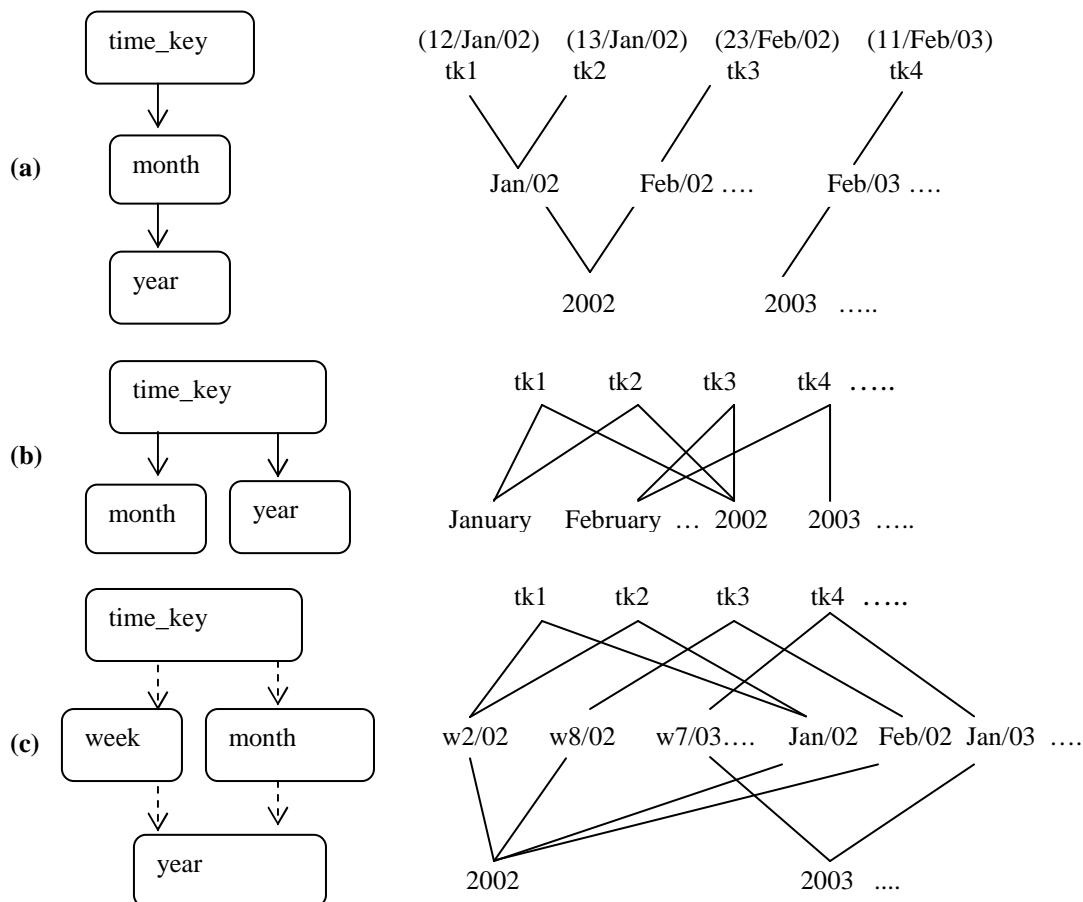 time_key
(12/Jan/02) (13/Jan/02) (23/Feb/02) (11/Feb/03)
tk1 tk2 tk3 tk4
(a)
month
Jan/02 Feb/02 .... Feb/03 ....
year
2002 2003 .....
time_key
tk1 tk2 tk3 tk4 .....
(b)
month year
January February ... 2002 2003 .....
time_key
tk1 tk2 tk3 tk4 .....
(c)
week month
w2/02 w8/02 w7/03.... Jan/02 Feb/02 Jan/03 ....
year
2002 2003 ....